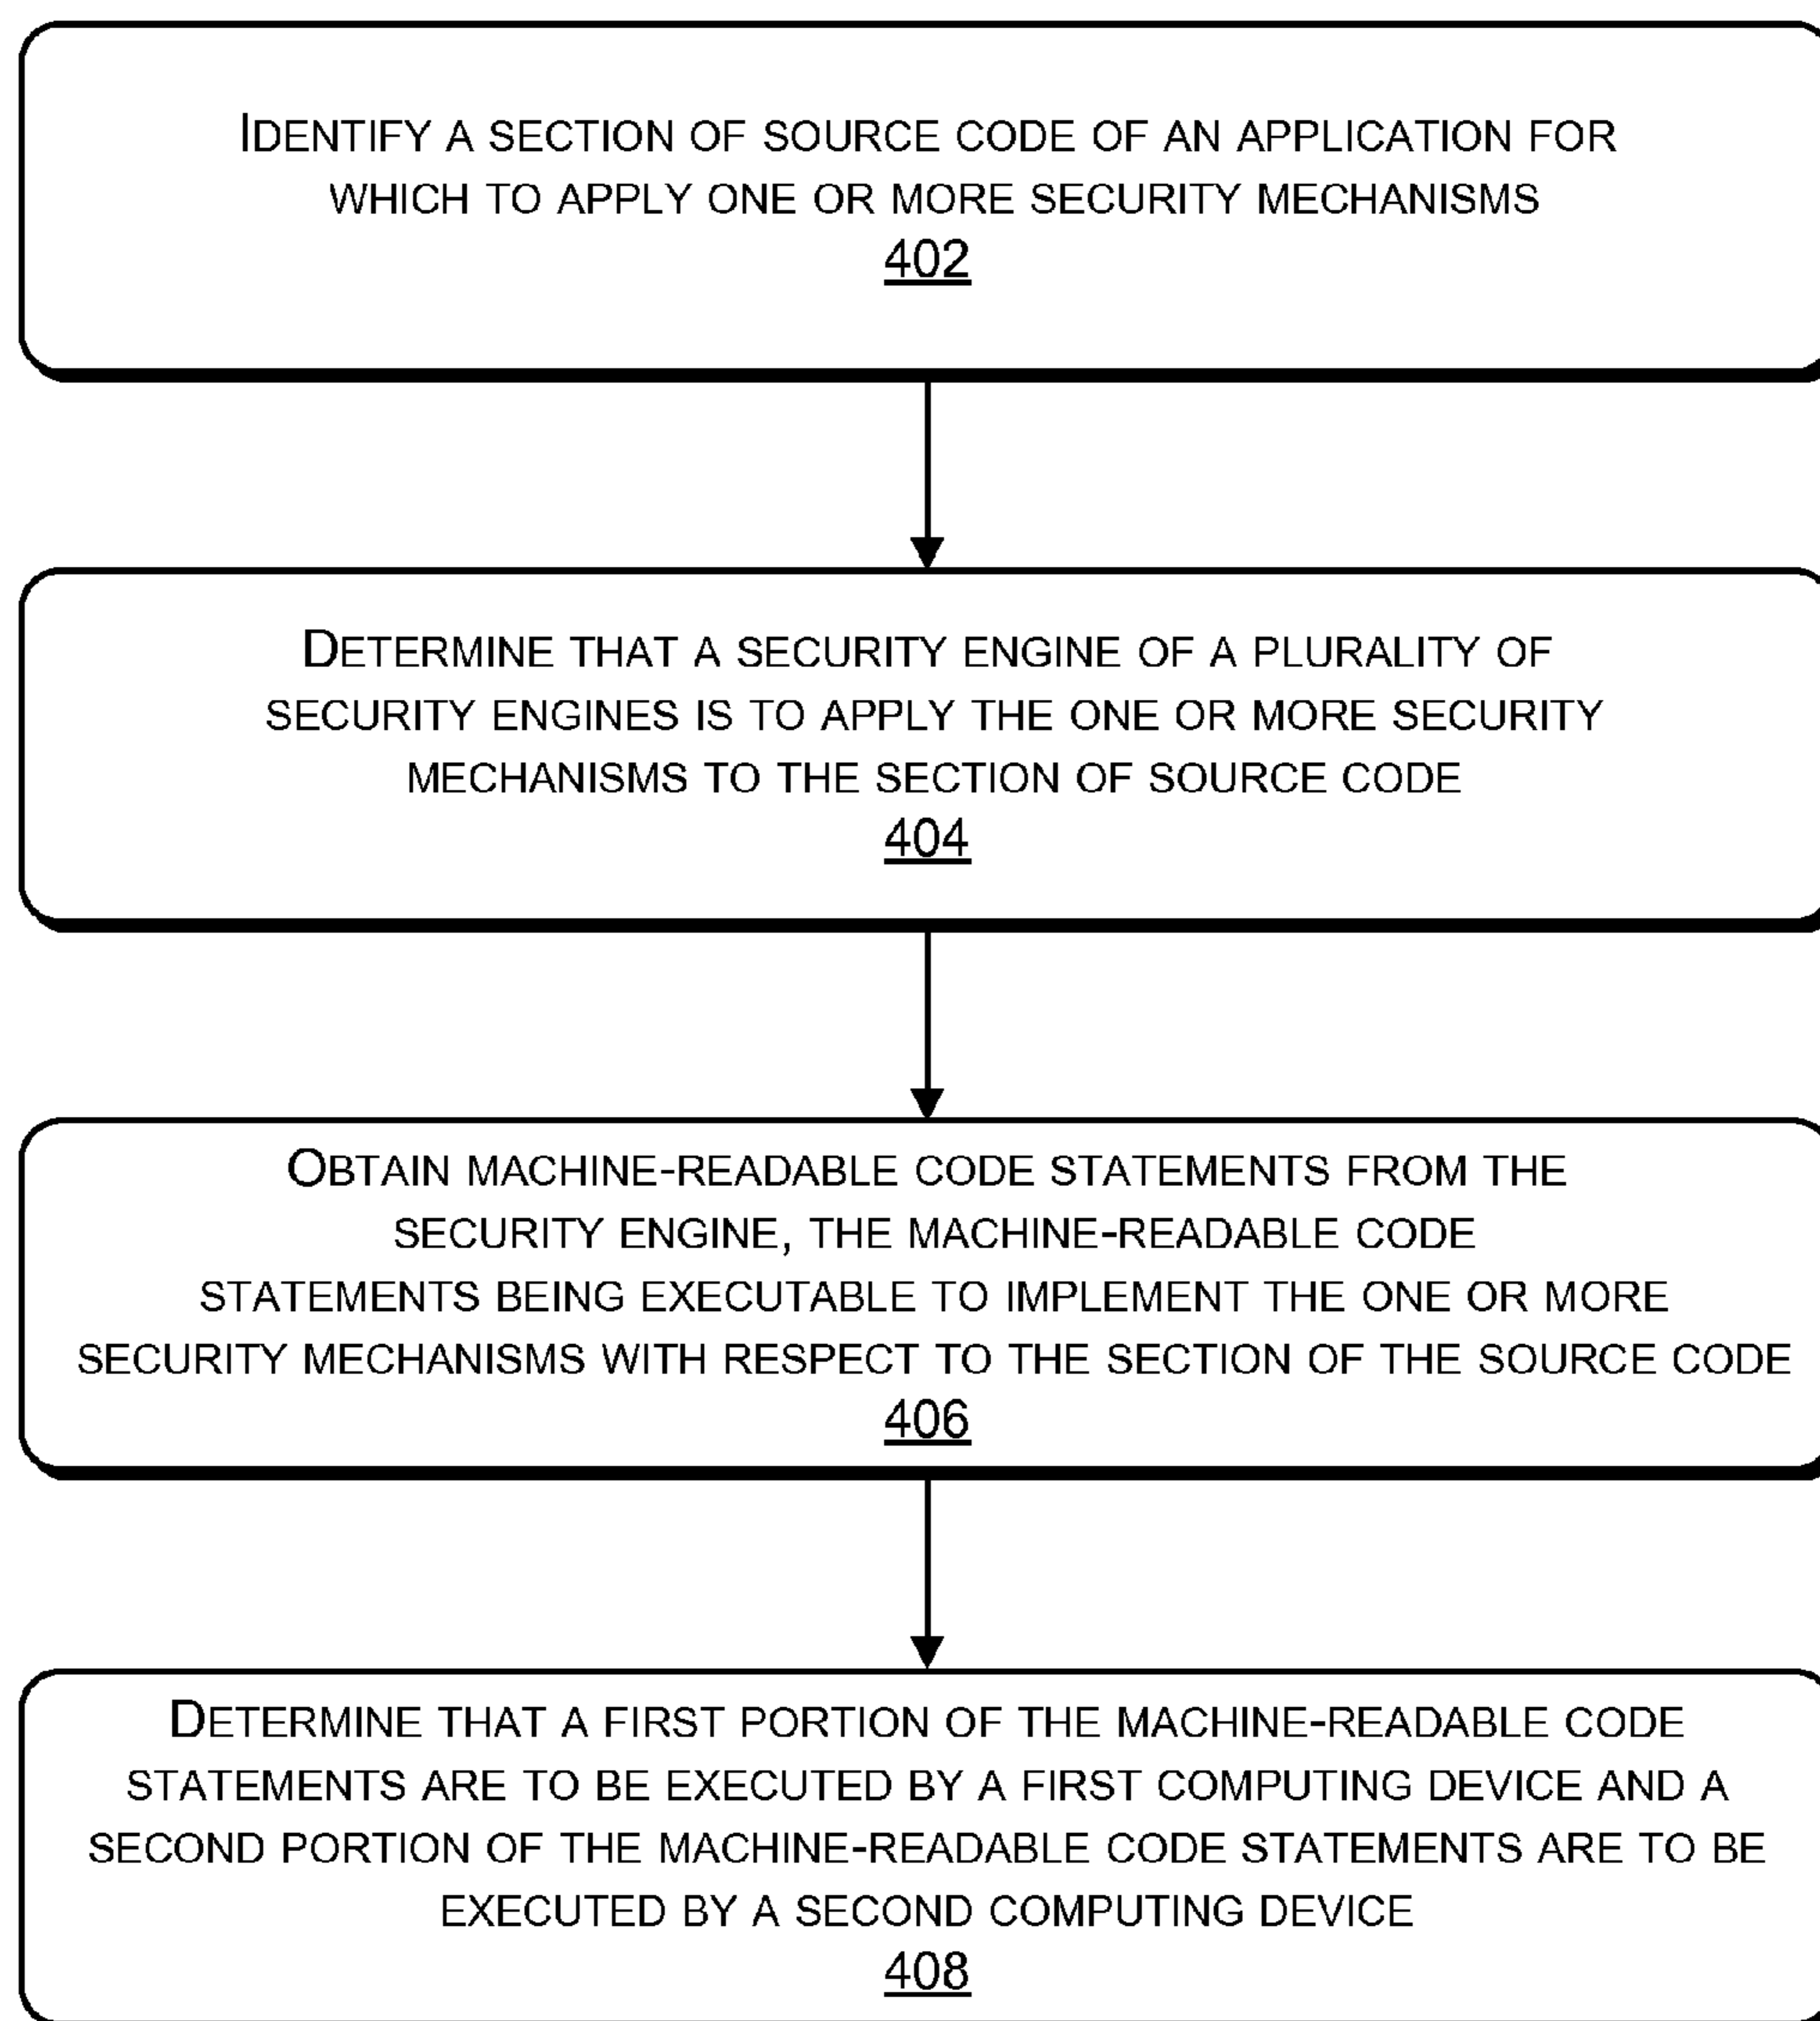 IDENTIFY A SECTION OF SOURCE CODE OF AN APPLICATION FOR
WHICH TO APPLY ONE OR MORE SECURITY MECHANISMS
402
DETERMINE THAT A SECURITY ENGINE OF A PLURALITY OF
SECURITY ENGINES IS TO APPLY THE ONE OR MORE SECURITY
MECHANISMS TO THE SECTION OF SOURCE CODE
404
OBTAIN MACHINE-READABLE CODE STATEMENTS FROM THE
SECURITY ENGINE, THE MACHINE-READABLE CODE
STATEMENTS BEING EXECUTABLE TO IMPLEMENT THE ONE OR MORE
SECURITY MECHANISMS WITH RESPECT TO THE SECTION OF THE SOURCE CODE
406
DETERMINE THAT A FIRST PORTION OF THE MACHINE-READABLE CODE
STATEMENTS ARE TO BE EXECUTED BY A FIRST COMPUTING DEVICE AND A
SECOND PORTION OF THE MACHINE-READABLE CODE STATEMENTS ARE TO BE
EXECUTED BY A SECOND COMPUTING DEVICE
408